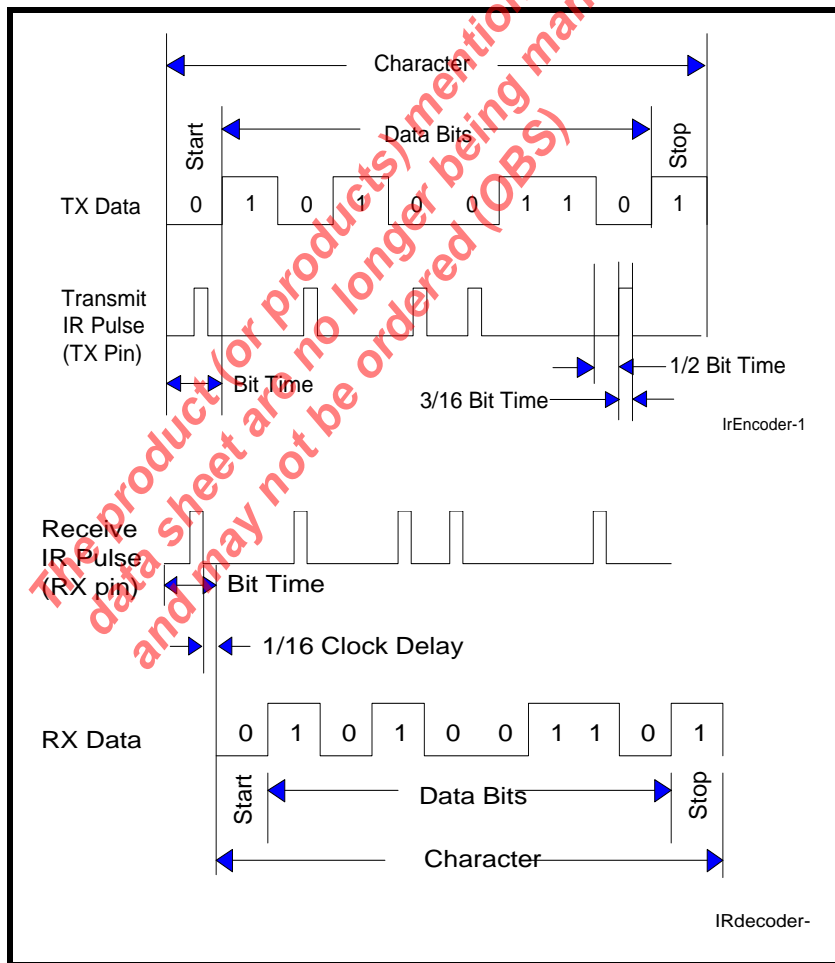 Character
Start
Data Bits
Stop
TX Data
0 1 0 1 0 0 1 1 0 1
Transmit
IR Pulse
(TX Pin)
Bit Time
1/2 Bit Time
3/16 Bit Time
IrEncoder-1
Receive
IR Pulse
(RX pin)
Bit Time
1/16 Clock Delay
RX Data
0 1 0 1 0 0 1 1 0 1
Start
Data Bits
Stop
Character
IRdecoder-
The product (or products) mention
data sheet are no longer being man
and may not be ordered (OBS)